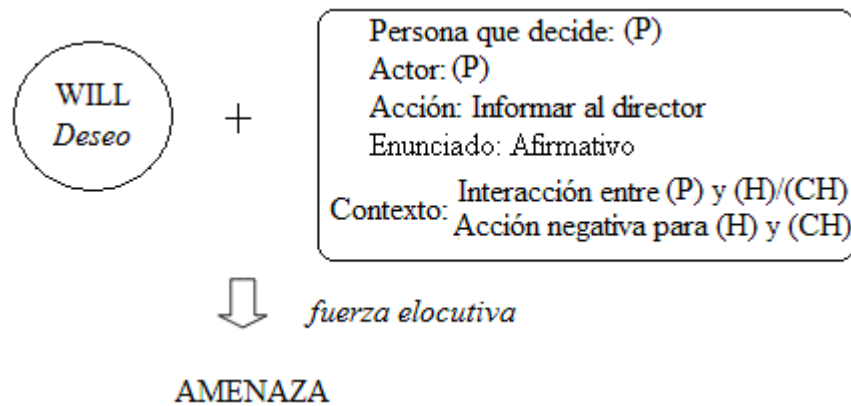 WILL
Deseo
+
Persona que decide: (P)
Actor: (P)
Acción: Informar al director
Enunciado: Afirmativo
Contexto: Interacción entre (P) y (H)/(CH)
Acción negativa para (H) y (CH)
fuerza elocutiva
AMENAZA